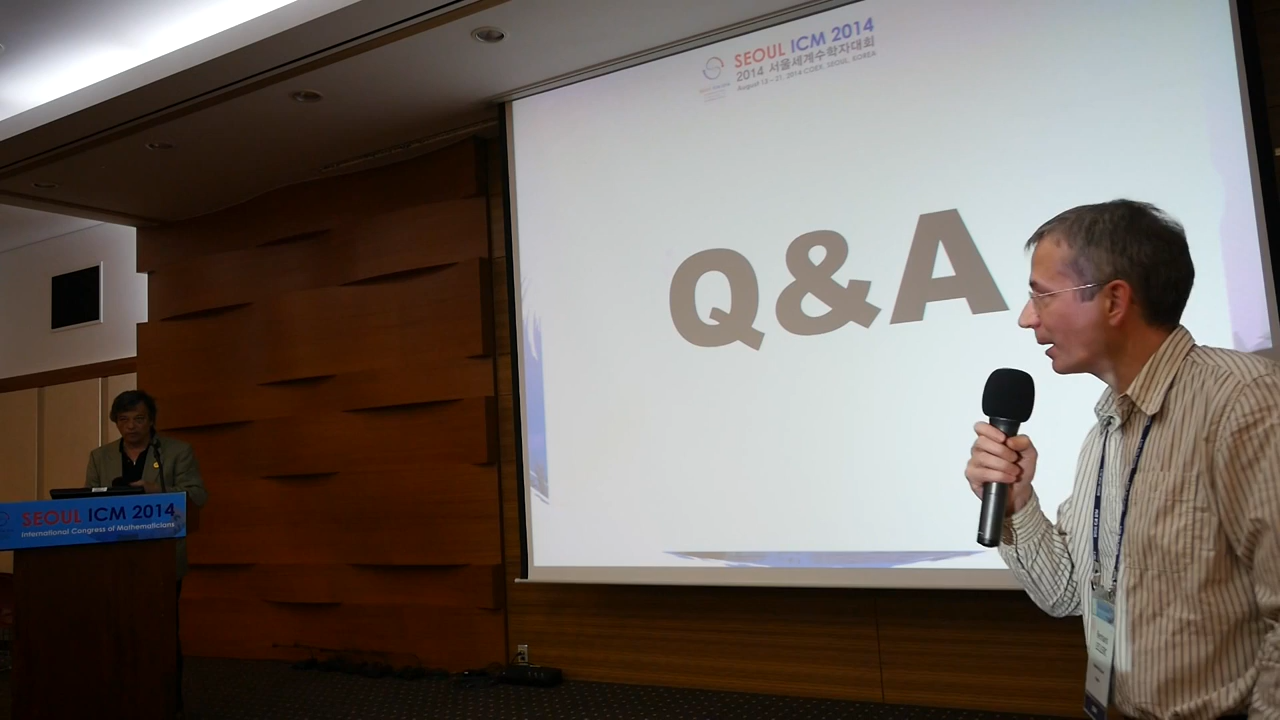 SEOUL ICM 2014
2014 서울세계수학자대회
August 13 - 21, 2014 COEX, SEOUL, KOREA
Q&A
SEOUL ICM 2014
International Congress of Mathematicians